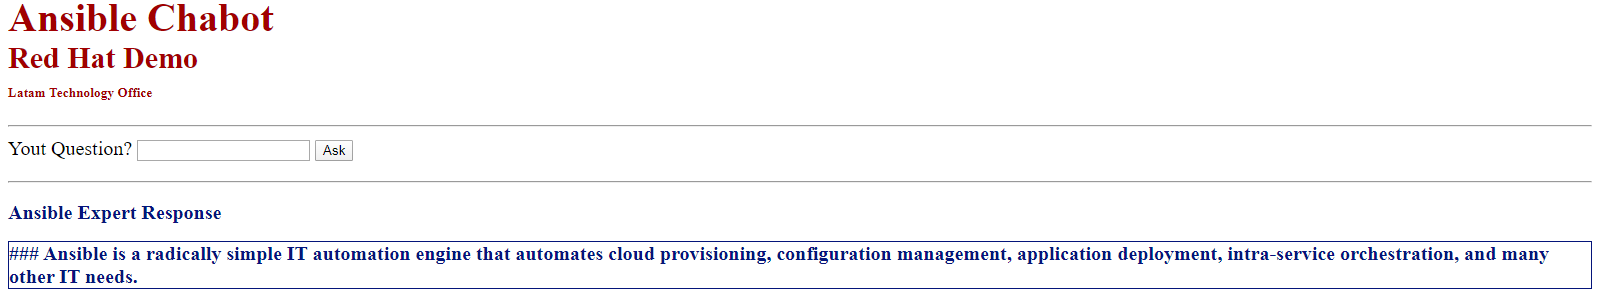 Ansible Chabot
Red Hat Demo
Latam Technology Office
Yout Question? Ask
Ansible Expert Response
### Ansible is a radically simple IT automation engine that automates cloud provisioning, configuration management, application deployment, intra-service orchestration, and many
other IT needs.